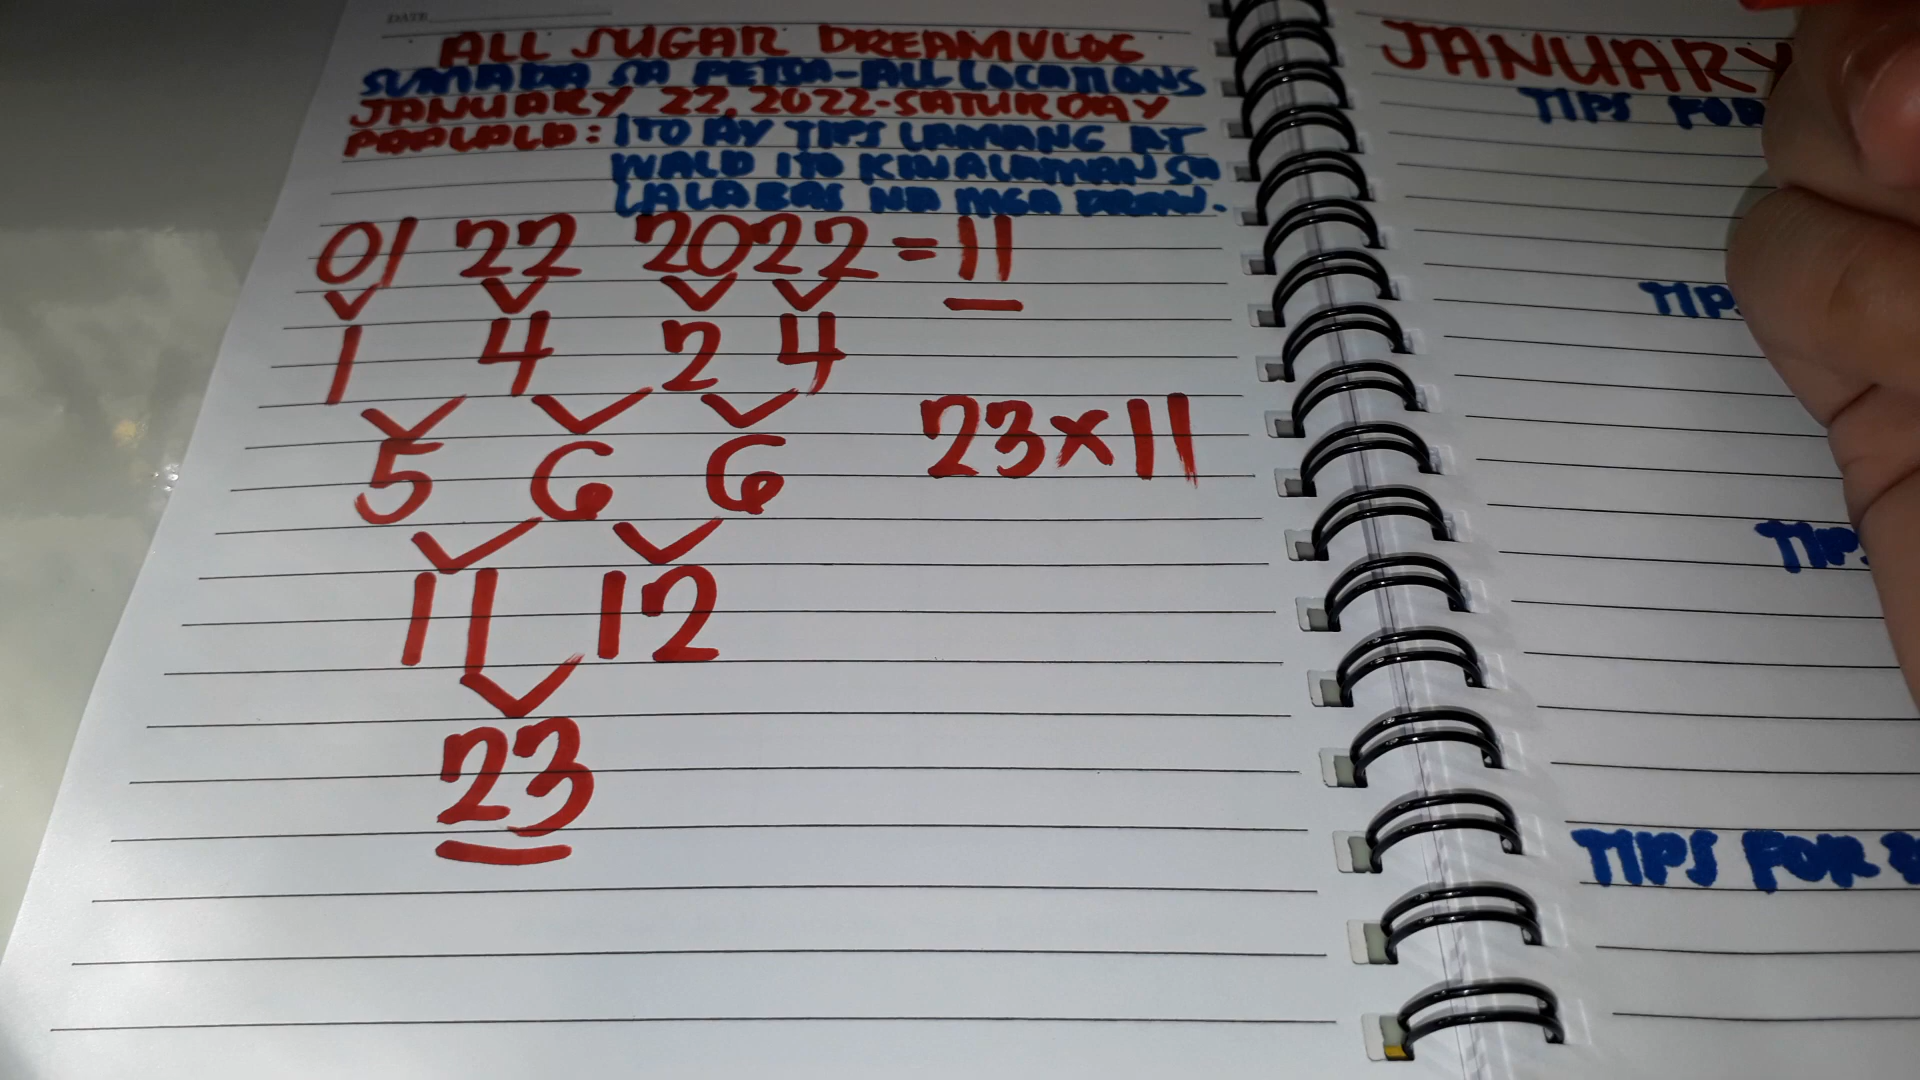 DATE
ALL SUGAR DREAMVLOG
SUMADA SA PETSA-ALL LOCATIONS
JANUARY 22, 2022-SATURDAY
PAALALA: ITO AY TIPS LAMANG AT
WALA ITO KINALAMAN SA
LALABAS NA MGA DRAW.
01 22 2022 = 11
1 4 2 4
5 6 6
23x11
11 12
23
JANUARY
TIPS FOR
TIPS
TIPS
TIPS FOR